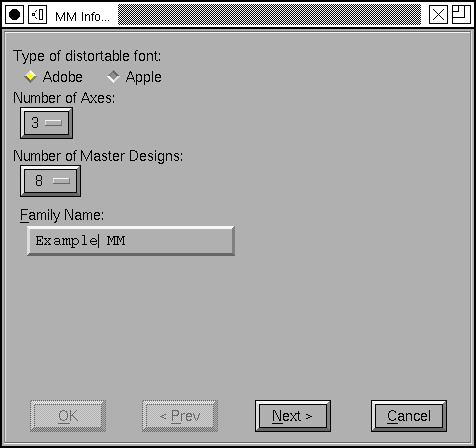 MM Info...
Type of distortable font:
Adobe Apple
Number of Axes:
3
Number of Master Designs:
8
Family Name:
Example MM
OK < Prev Next > Cancel